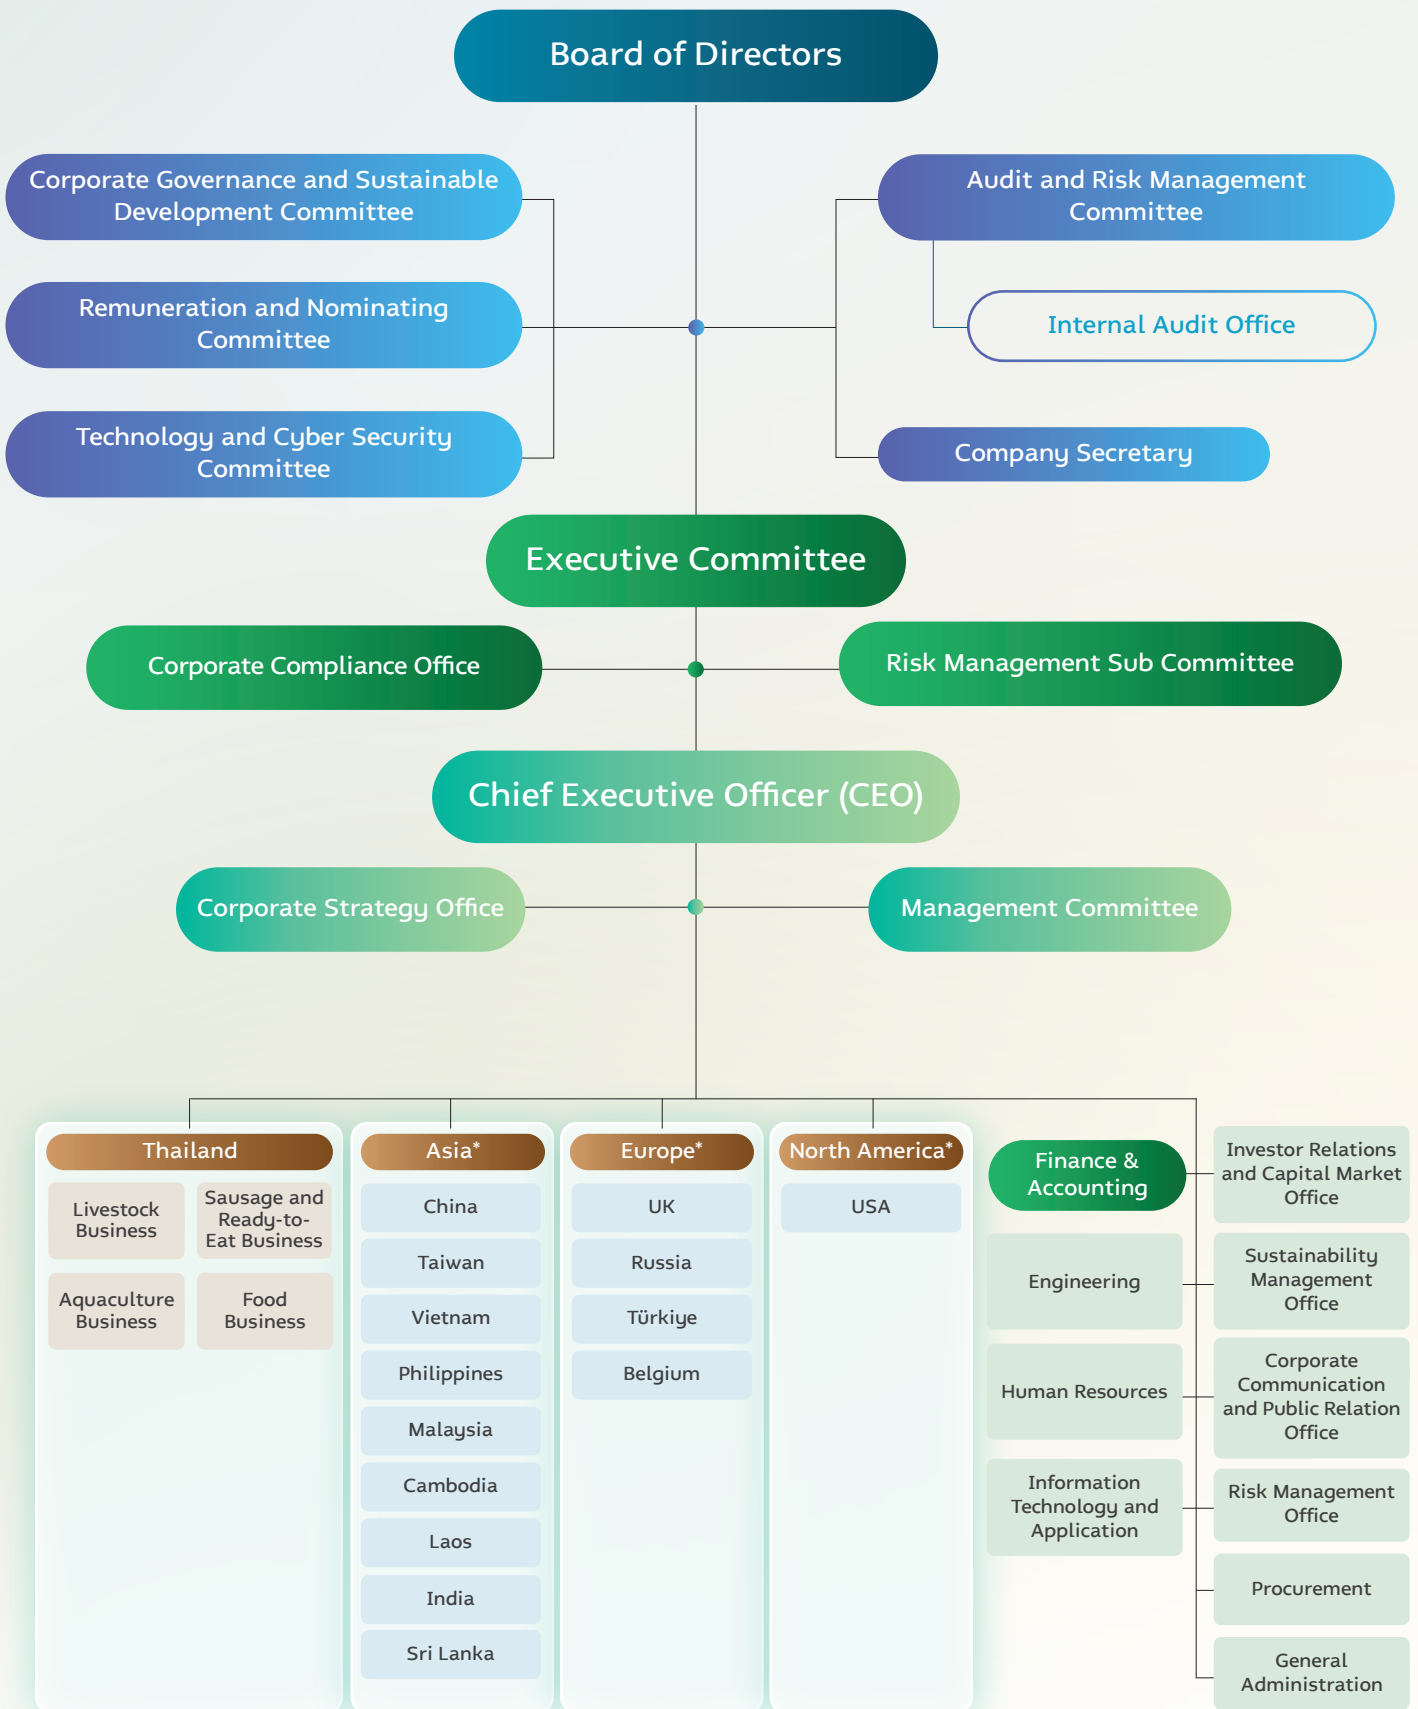 Board of Directors
Corporate Governance and Sustainable
Development Committee
Audit and Risk Management
Committee
Remuneration and Nominating
Committee
Internal Audit Office
Technology and Cyber Security
Committee
Company Secretary
Executive Committee
Corporate Compliance Office
Risk Management Sub Committee
Chief Executive Officer (CEO)
Corporate Strategy Office
Management Committee
Thailand
Livestock
Business
Sausage and
Ready-to-
Eat Business
Aquaculture
Business
Food
Business
Asia*
China
Taiwan
Vietnam
Philippines
Malaysia
Cambodia
Laos
India
Sri Lanka
Europe*
UK
Russia
Türkiye
Belgium
North America*
USA
Finance &
Accounting
Engineering
Human Resources
Information
Technology and
Application
Investor Relations
and Capital Market
Office
Sustainability
Management
Office
Corporate
Communication
and Public Relation
Office
Risk Management
Office
Procurement
General
Administration